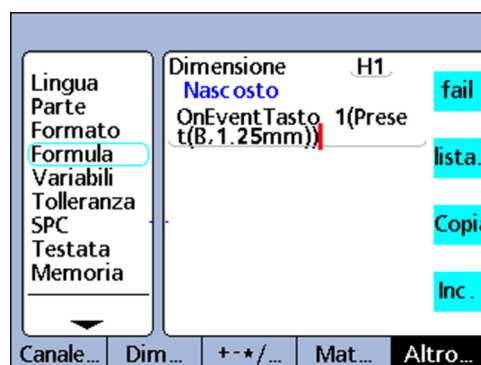 Lingua
Parte
Formato
Formula
Variabili
Tolleranza
SPC
Testata
Memoria
Dimensione H1
Nascosto
OnEventTasto 1(Prese
t(B,1.25mm))
fail
lista.
Copi
Inc.
Canale... Dim... +-*/... Mat... Altro...